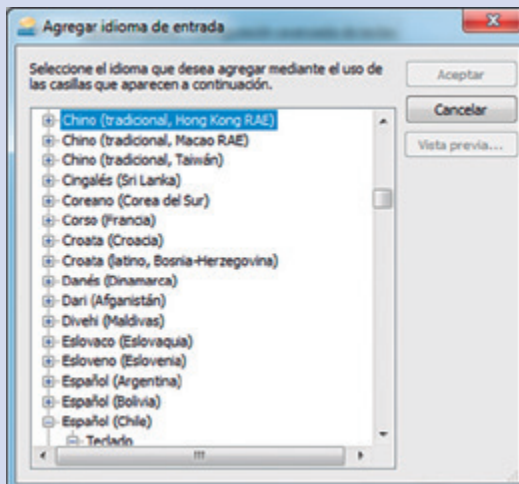 Agregar idioma de entrada
Seleccione el idioma que desea agregar mediante el uso de
las casillas que aparecen a continuación.
Aceptar
Cancelar
Vista previa...
Chino (tradicional, Hong Kong RAE)
Chino (tradicional, Macao RAE)
Chino (tradicional, Taiwán)
Cingalés (Sri Lanka)
Coreano (Corea del Sur)
Corso (Francia)
Croata (Croacia)
Croata (latino, Bosnia-Herzegovina)
Danés (Dinamarca)
Dari (Afganistán)
Divehi (Maldivas)
Eslovaco (Eslovaquia)
Esloveno (Eslovenia)
Español (Argentina)
Español (Bolivia)
Español (Chile)
Teclado